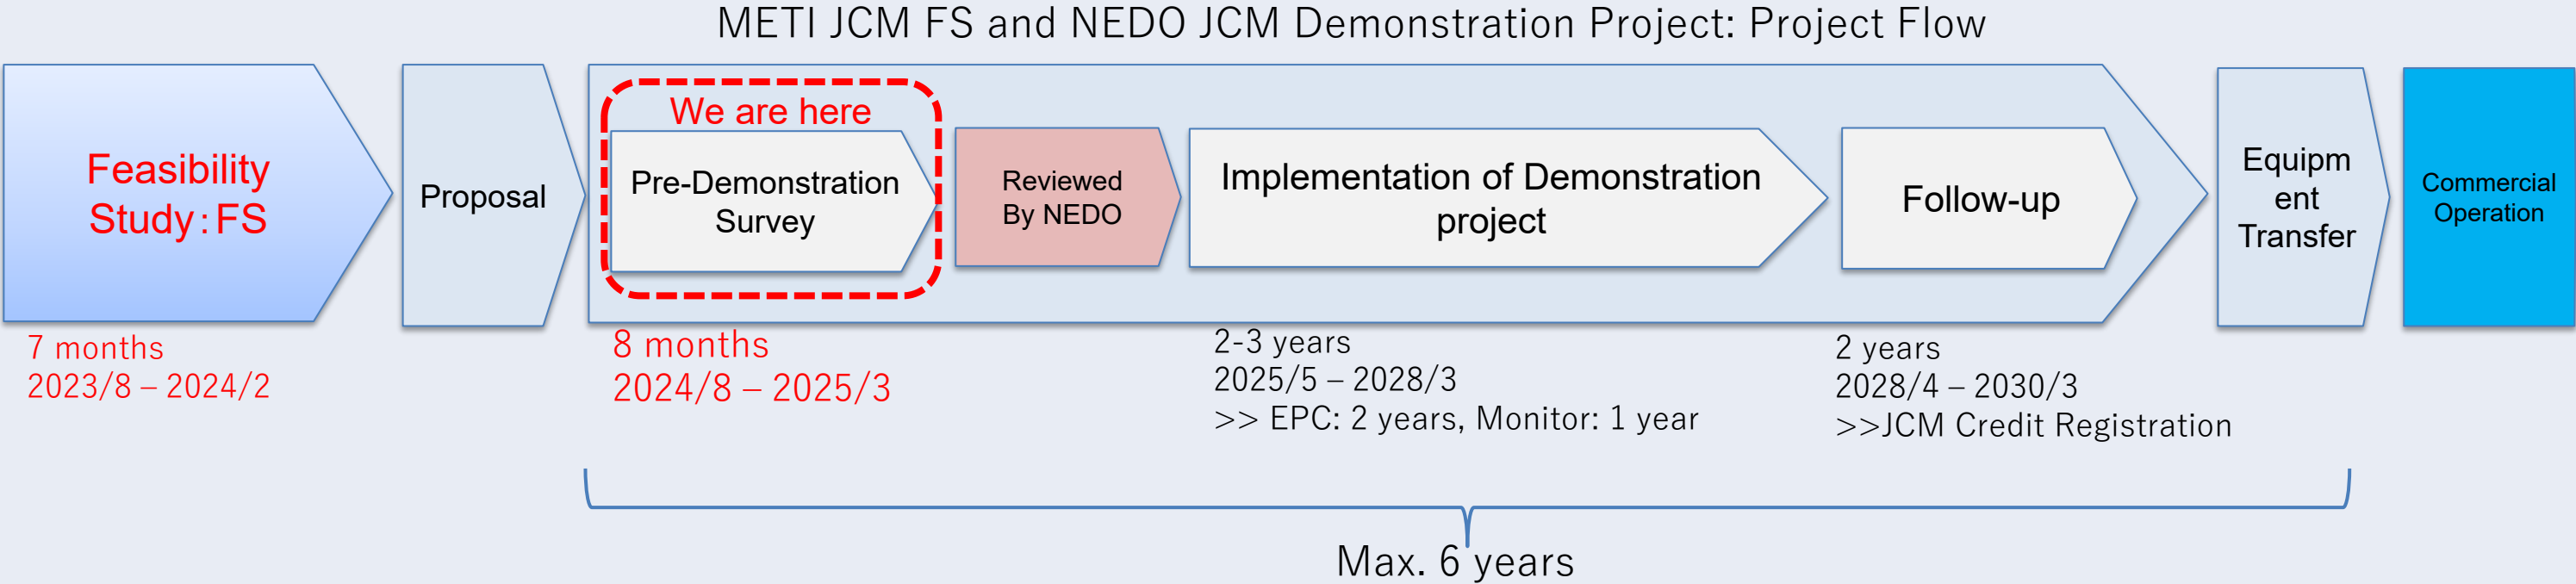 METI JCM FS and NEDO JCM Demonstration Project: Project Flow
Feasibility
Study：FS
Proposal
We are here
Pre-Demonstration
Survey
Reviewed
By NEDO
Implementation of Demonstration
project
Follow-up
Equipm
ent
Transfer
Commercial
Operation
7 months
2023/8 – 2024/2
8 months
2024/8 – 2025/3
2-3 years
2025/5 – 2028/3
>> EPC: 2 years, Monitor: 1 year
2 years
2028/4 – 2030/3
>>JCM Credit Registration
Max. 6 years